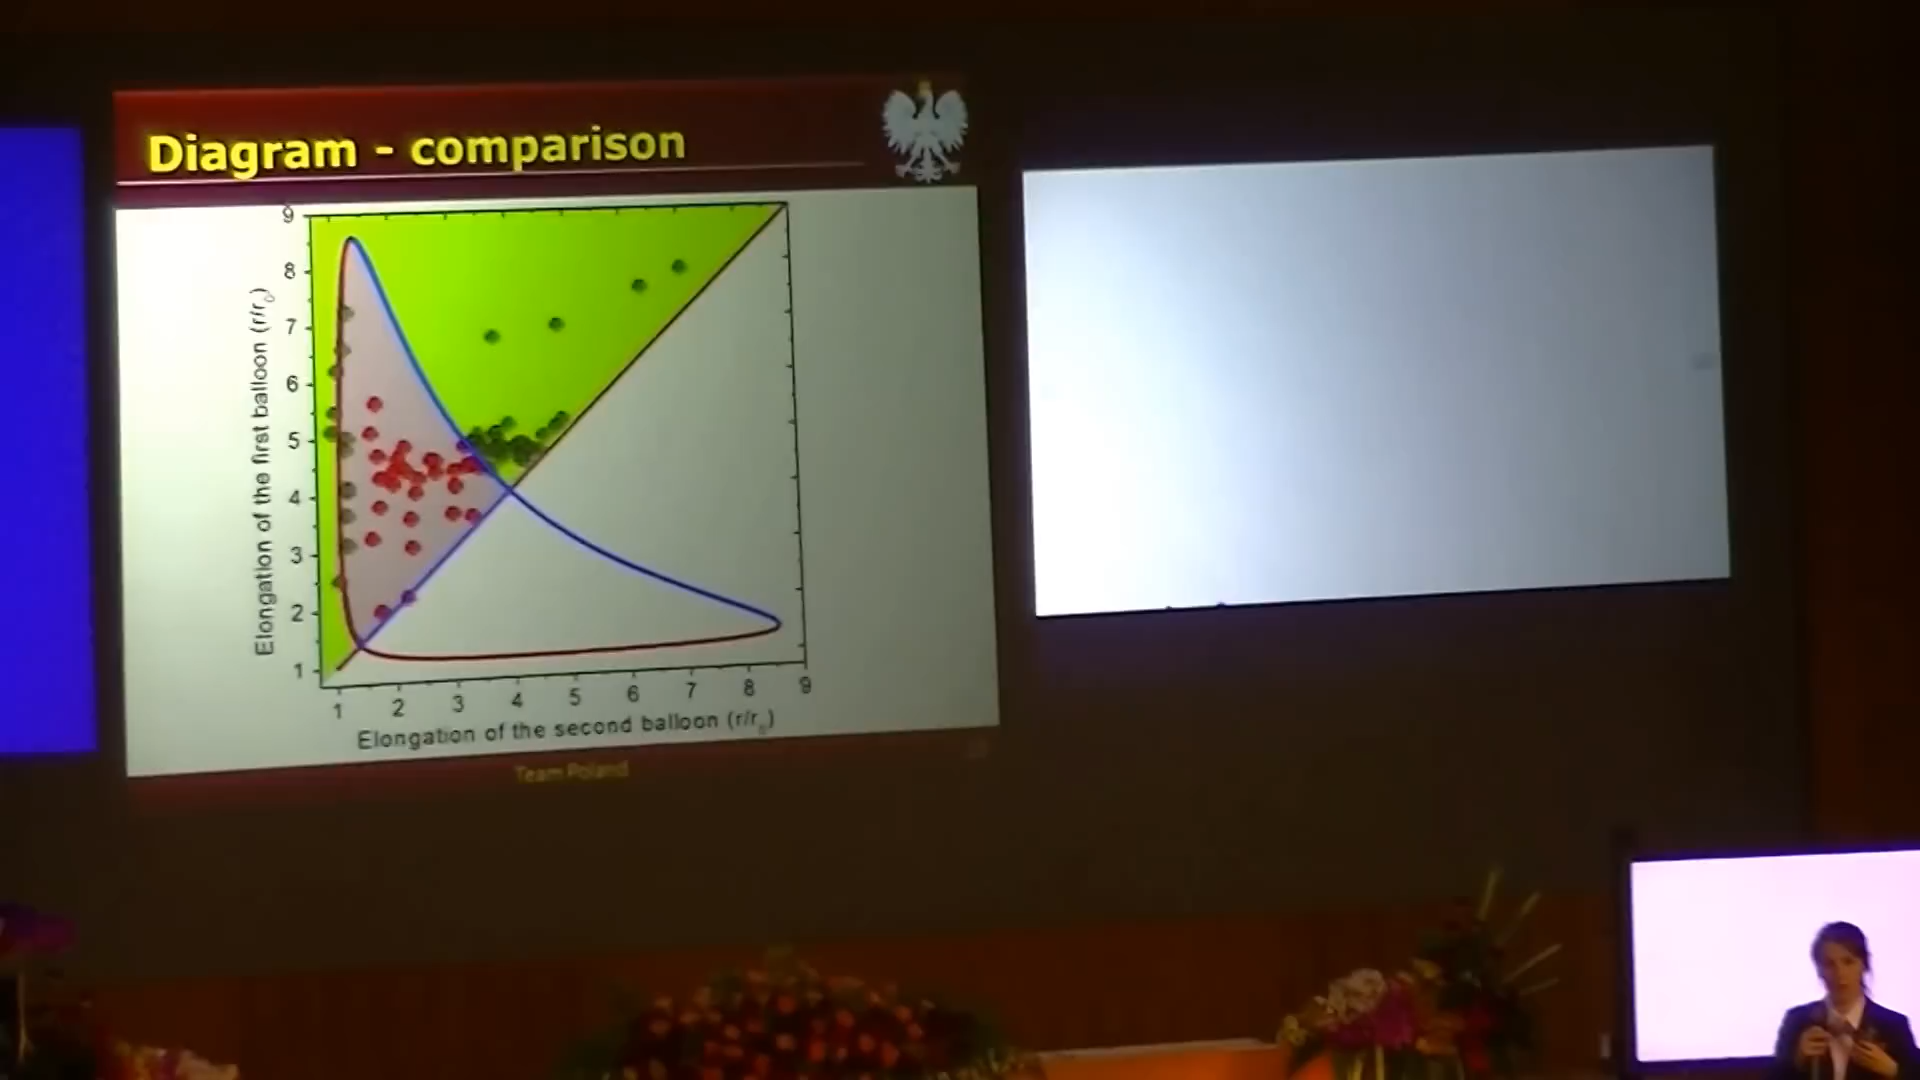 Diagram - comparison
9
8
7
6
5
4
3
2
1
Elongation of the first balloon (r/r₀)
1 2 3 4 5 6 7 8 9
Elongation of the second balloon (r/r₀)
Team Poland